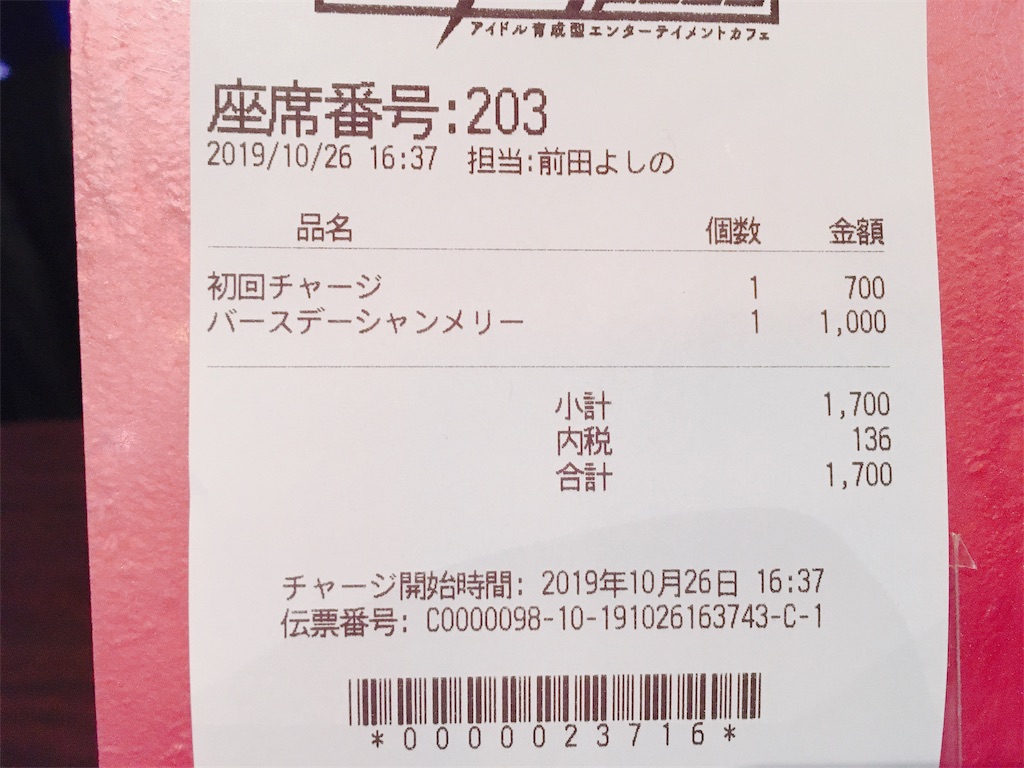 アイドル育成型エンターテイメントカフェ
座席番号:203
2019/10/26 16:37 担当:前田よしの
品名 個数 金額
初回チャージ 1 700
バースデーシャンメリー 1 1,000
小計 1,700
内税 136
合計 1,700
チャージ開始時間: 2019年10月26日 16:37
伝票番号: C0000098-10-191026163743-C-1
*0000023716*